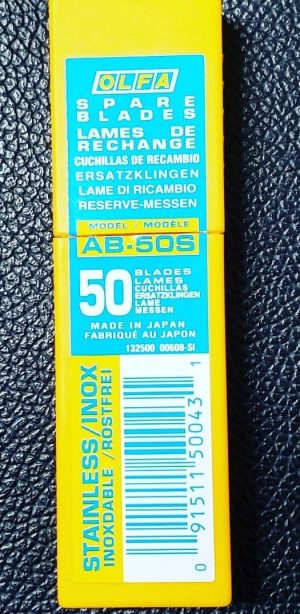 OLFA
SPARE
BLADES
LAMES DE
RECHANGE
CUCHILLAS DE RECAMBIO
ERSATZKLINGEN
LAME DI RICAMBIO
RESERVE-MESSEN
MODEL / MODÈLE
AB-50S
50
BLADES
LAMES
CUCHILLAS
ERSATZKLINGEN
LAME
MESSEN
MADE IN JAPAN
FABRIQUÉ AU JAPON
132500 00608-SI
STAINLESS/INOX
INOXDABLE/ROSTFREI
0 91511 50043 1